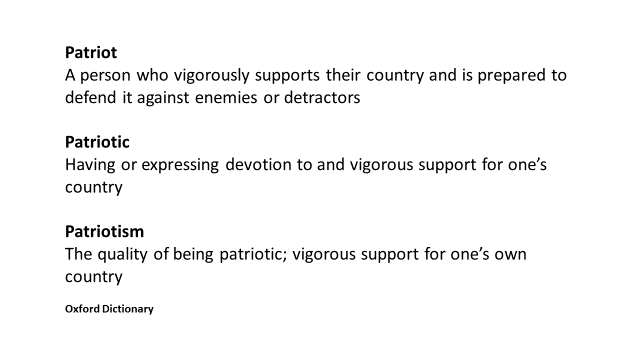 Patriot
A person who vigorously supports their country and is prepared to
defend it against enemies or detractors
Patriotic
Having or expressing devotion to and vigorous support for one’s
country
Patriotism
The quality of being patriotic; vigorous support for one’s own
country
Oxford Dictionary